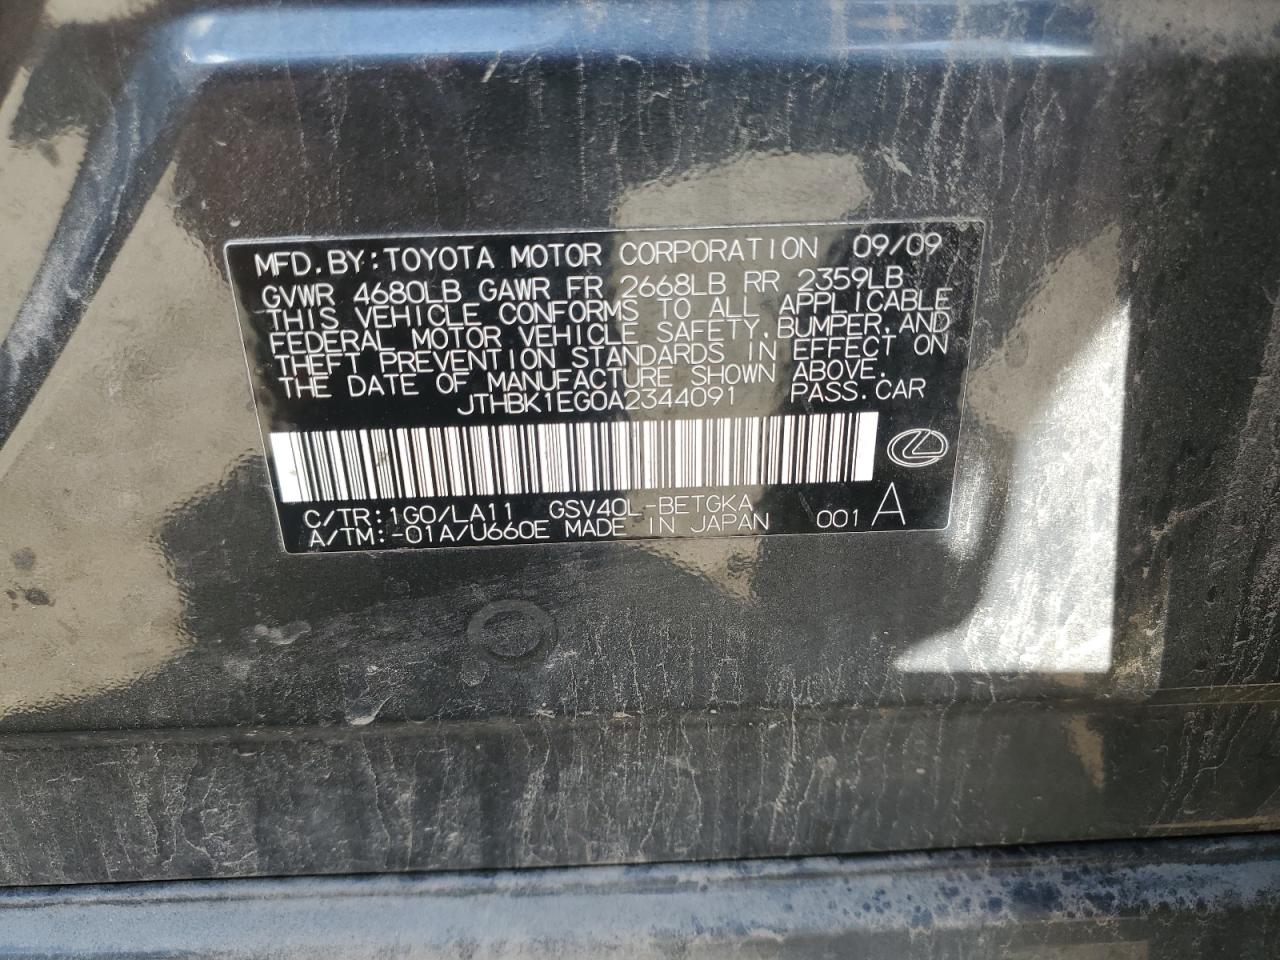 MFD.BY:TOYOTA MOTOR CORPORATION 09/09
GVWR 4680LB GAWR FR 2668LB RR 2359LB
THIS VEHICLE CONFORMS TO ALL APPLICABLE
FEDERAL MOTOR VEHICLE SAFETY,BUMPER,AND
THEFT PREVENTION STANDARDS IN EFFECT ON
THE DATE OF MANUFACTURE SHOWN ABOVE.
JTHBK1EG0A2344091 PASS.CAR
C/TR:1G0/LA11 GSV40L-BETGKA
A/TM:-01A/U660E MADE IN JAPAN 001 A